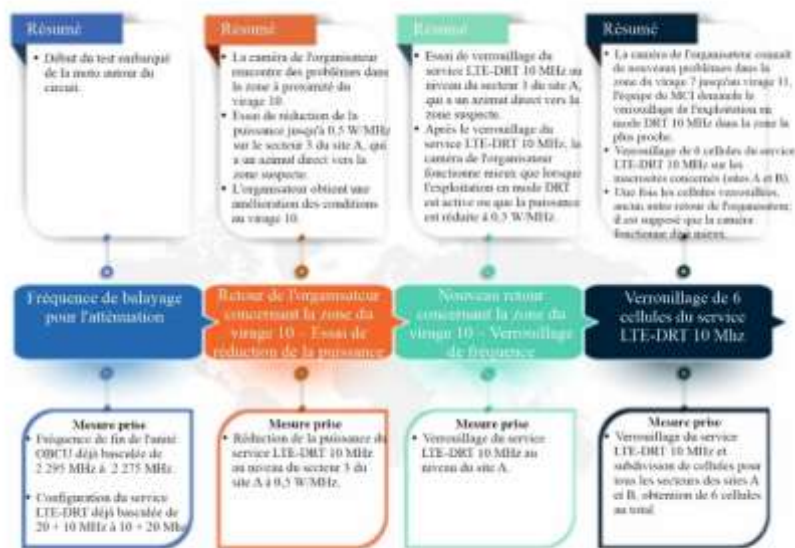 Résumé
• Début du test embarqué
de la moto autour du
circuit.
Résumé
• La caméra de l'organisateur
rencontre des problèmes dans
la zone à proximité du
virage 10.
• Essai de réduction de la
puissance jusqu'à 0,5 W/MHz
sur le secteur 3 du site A, qui
a un azimut direct vers la
zone suspecte.
• L'organisateur obtient une
amélioration des conditions
au virage 10.
Résumé
• Essai de verrouillage du
service LTE-DRT 10 MHz au
niveau du secteur 3 du site A,
qui a un azimut direct vers la
zone suspecte.
• Après le verrouillage du
service LTE-DRT 10 MHz, la
caméra de l'organisateur
fonctionne mieux que lorsque
l'exploitation en mode DRT
est active ou que la puissance
est réduite à 0.5 W/MHz.
Résumé
• La caméra de l'organisateur connaît
de nouveaux problèmes dans la
zone du virage 7 jusqu'au virage 11,
l'équipe du MCI demande le
verrouillage de l'exploitation en
mode DRT 10 MHz dans la zone la
plus proche.
• Verrouillage de 6 cellules du service
LTE-DRT 10 MHz sur les
macrosites concernés (sites A et B).
• Une fois les cellules verrouillées,
aucun autre retour de l'organisateur;
il est supposé que la caméra
fonctionne mieux.
Fréquence de balayage
pour l'atténuation
Retour de l'organisateur
concernant la zone du
virage 10 – Essai de
réduction de la puissance
Nouveau retour
concernant la zone du
virage 10 – Verrouillage
de fréquence
Verrouillage de 6
cellules du service
LTE-DRT 10 Mhz
Mesure prise
• Fréquence de fin de l'unité
OBCU déjà basculée de
2 295 MHz à 2 275 MHz
• Configuration du service
LTE-DRT déjà basculée de
20 + 10 MHz à 10 + 20 Mhz
Mesure prise
• Réduction de la puissance du
service LTE-DRT 10 MHz
au niveau du secteur 3 du
site A à 0,5 W/MHz.
Mesure prise
• Verrouillage du service
LTE-DRT 10 MHz au
niveau du site A.
Mesure prise
• Verrouillage du service
LTE-DRT 10 MHz et
subdivision de cellules pour
tous les secteurs des sites A
et B, obtention de 6 cellules
au total.